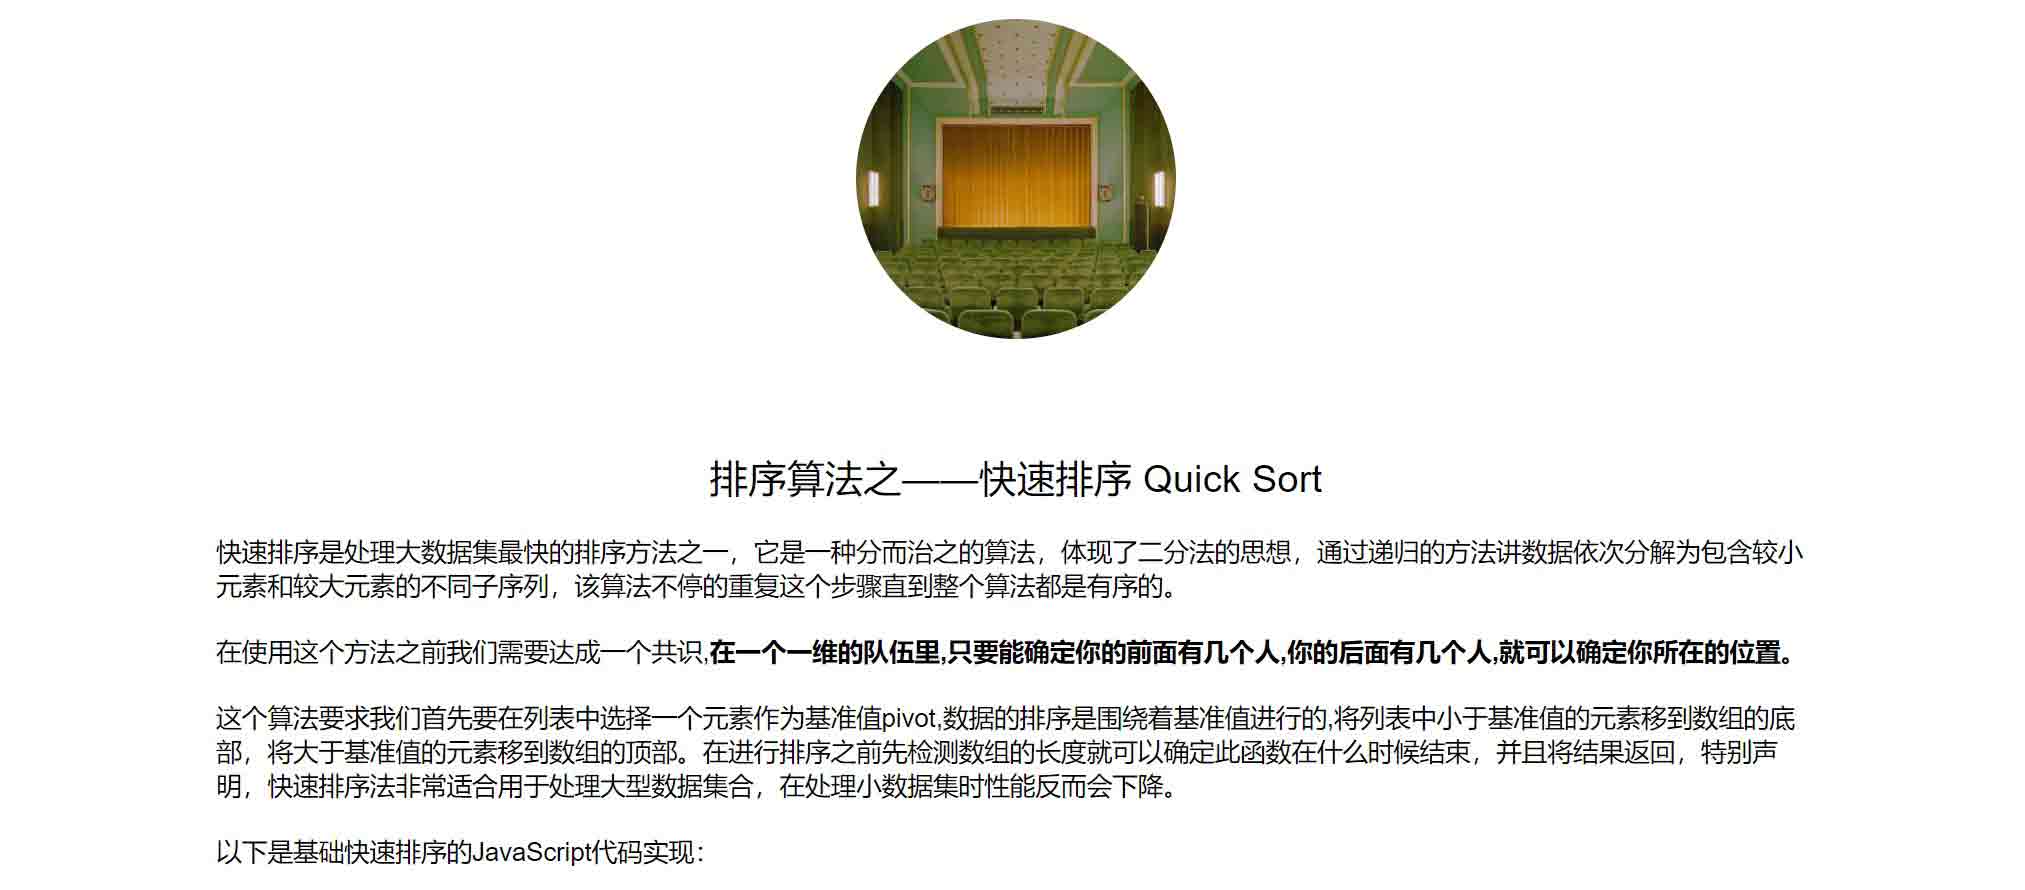 排序算法之——快速排序 Quick Sort
快速排序是处理大数据集最快的排序方法之一，它是一种分而治之的算法，体现了二分法的思想，通过递归的方法讲数据依次分解为包含较小
元素和较大元素的不同子序列，该算法不停的重复这个步骤直到整个算法都是有序的。
在使用这个方法之前我们需要达成一个共识,在一个一维的队伍里,只要能确定你的前面有几个人,你的后面有几个人,就可以确定你所在的位置。
这个算法要求我们首先要在列表中选择一个元素作为基准值pivot,数据的排序是围绕着基准值进行的,将列表中小于基准值的元素移到数组的底
部，将大于基准值的元素移到数组的顶部。在进行排序之前先检测数组的长度就可以确定此函数在什么时候结束，并且将结果返回，特别声
明，快速排序法非常适合用于处理大型数据集合，在处理小数据集时性能反而会下降。
以下是基础快速排序的JavaScript代码实现：